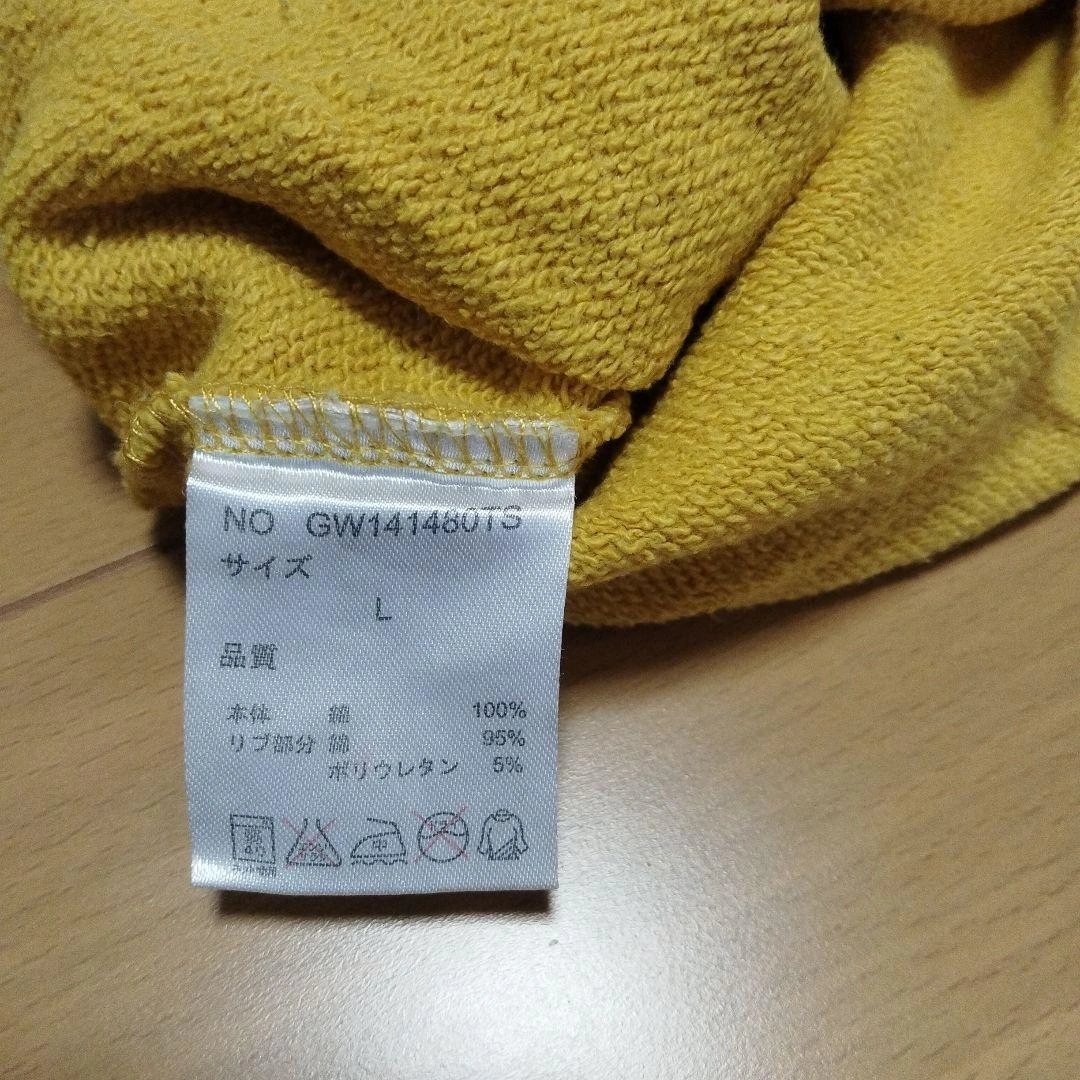 NO GW141480TS
サイズ
L
品質
本体 綿 100%
リブ部分 綿 95%
ポリウレタン 5%
中